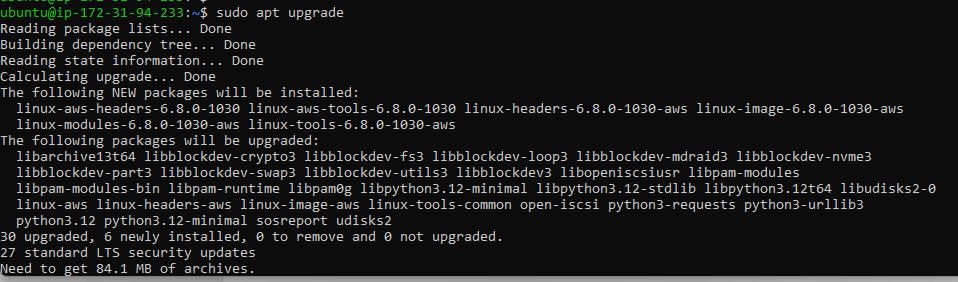 ubuntu@ip-172-31-94-233:~$ sudo apt upgrade
Reading package lists... Done
Building dependency tree... Done
Reading state information... Done
Calculating upgrade... Done
The following NEW packages will be installed:
  linux-aws-headers-6.8.0-1030 linux-aws-tools-6.8.0-1030 linux-headers-6.8.0-1030-aws linux-image-6.8.0-1030-aws
  linux-modules-6.8.0-1030-aws linux-tools-6.8.0-1030-aws
The following packages will be upgraded:
  libarchive13t64 libblockdev-crypto3 libblockdev-fs3 libblockdev-loop3 libblockdev-mdraid3 libblockdev-nvme3
  libblockdev-part3 libblockdev-swap3 libblockdev-utils3 libblockdev3 libopeniscsiusr libpam-modules
  libpam-modules-bin libpam-runtime libpam0g libpython3.12-minimal libpython3.12-stdlib libpython3.12t64 libudisks2-0
  linux-aws linux-headers-aws linux-image-aws linux-tools-common open-iscsi python3-requests python3-urllib3
  python3.12 python3.12-minimal sosreport udisks2
30 upgraded, 6 newly installed, 0 to remove and 0 not upgraded.
27 standard LTS security updates
Need to get 84.1 MB of archives.